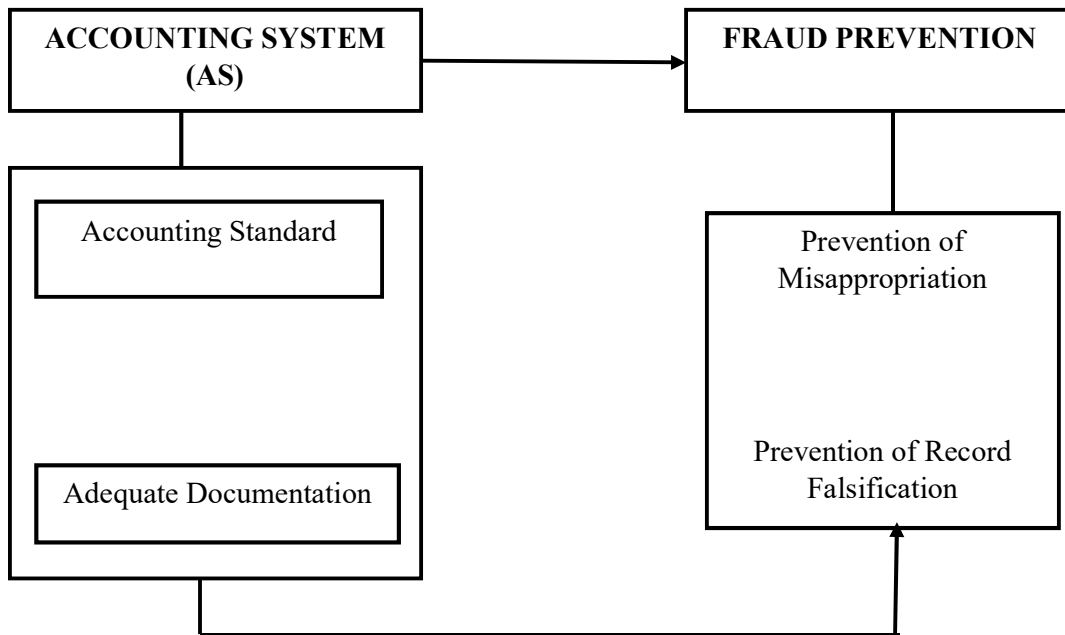 ACCOUNTING SYSTEM
(AS)
FRAUD PREVENTION
Accounting Standard
Adequate Documentation
Prevention of
Misappropriation
Prevention of Record
Falsification